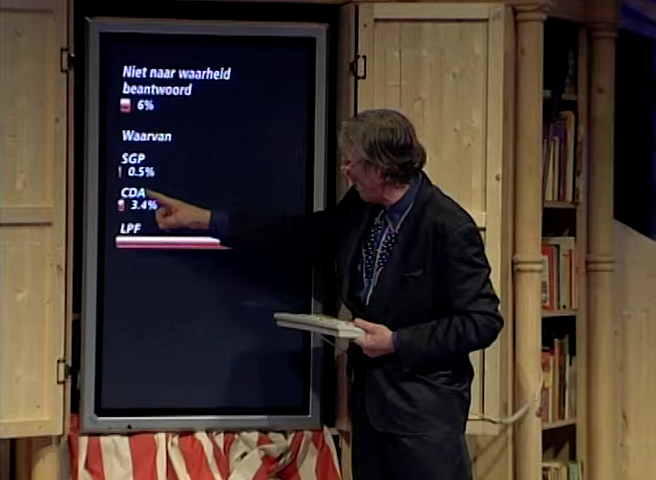 Niet naar waarheid
beantwoord
6%
Waarvan
SGP
0.5%
CDA
3.4%
LPF